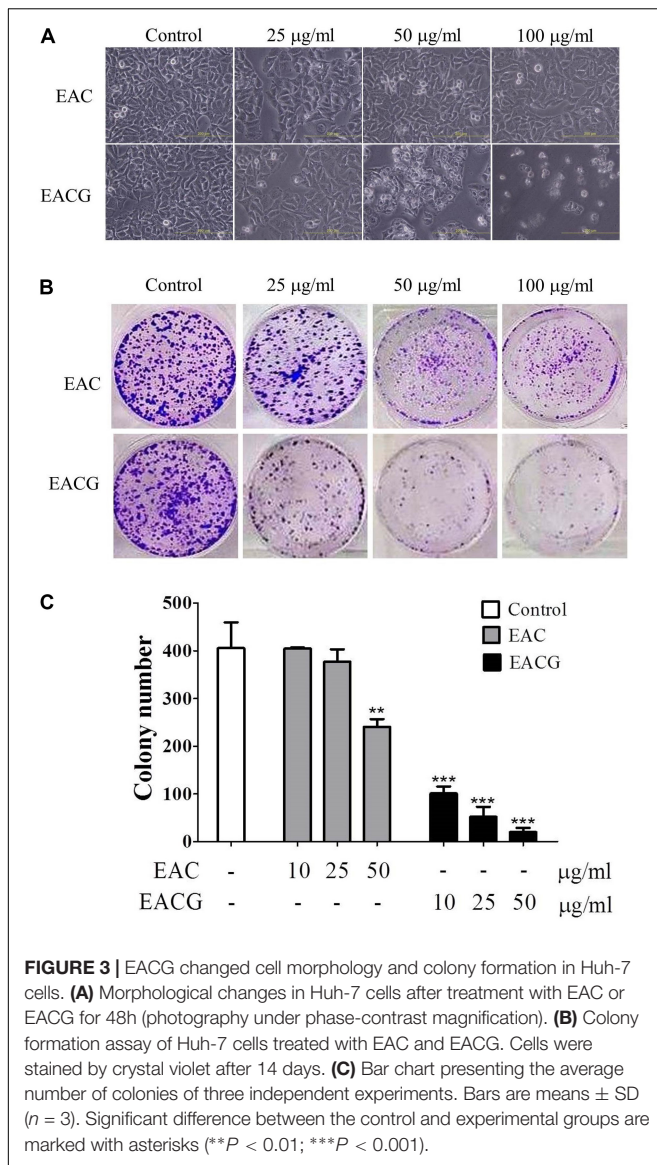 A
Control 25 μg/ml 50 μg/ml 100 μg/ml
EAC
EACG
B
Control 25 μg/ml 50 μg/ml 100 μg/ml
EAC
EACG
C
500
400
300
200
100
0
Colony number
Control
EAC
EACG
**
***
***
***
EAC - 10 25 50 - - - μg/ml
EACG - - - - 10 25 50 μg/ml
FIGURE 3 | EACG changed cell morphology and colony formation in Huh-7
cells. (A) Morphological changes in Huh-7 cells after treatment with EAC or
EACG for 48h (photography under phase-contrast magnification). (B) Colony
formation assay of Huh-7 cells treated with EAC and EACG. Cells were
stained by crystal violet after 14 days. (C) Bar chart presenting the average
number of colonies of three independent experiments. Bars are means ± SD
(n = 3). Significant difference between the control and experimental groups are
marked with asterisks (**P < 0.01; ***P < 0.001).